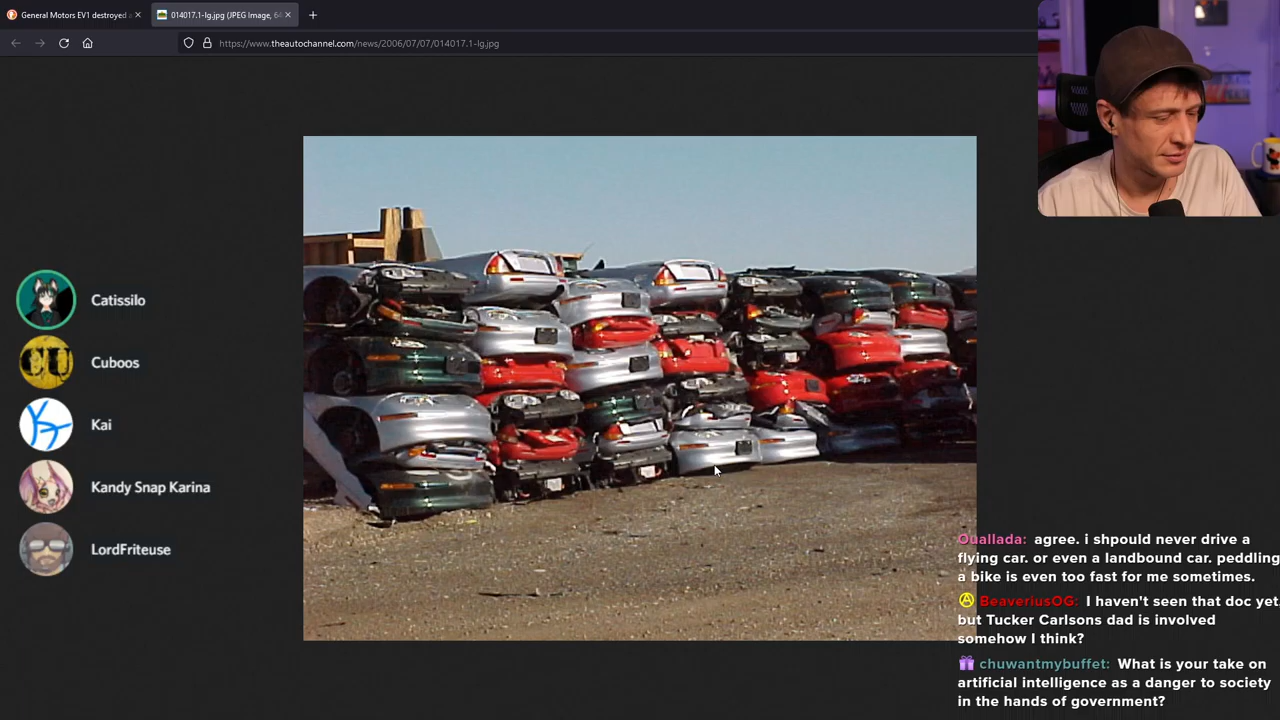 General Motors EV1 destroyed
014017.1-lg.jpg (JPEG Image, 64
https://www.theautochannel.com/news/2006/07/07/014017.1-lg.jpg
Catissilo
Cuboos
Kai
Kandy Snap Karina
LordFriteuse
Ouallada: agree. i shpould never drive a
flying car. or even a landbound car. peddling
a bike is even too fast for me sometimes.
BeaveriusOG: I haven't seen that doc yet
but Tucker Carlsons dad is involved
somehow I think?
chuwantmybuffet: What is your take on
artificial intelligence as a danger to society
in the hands of government?